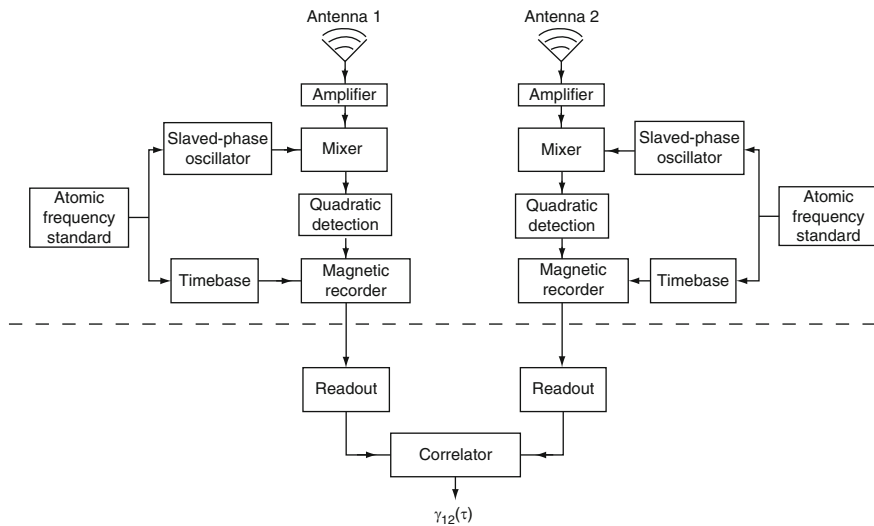 Antenna 1
Antenna 2
Amplifier
Amplifier
Slaved-phase
oscillator
Mixer
Mixer
Slaved-phase
oscillator
Atomic
frequency
standard
Quadratic
detection
Quadratic
detection
Atomic
frequency
standard
Timebase
Magnetic
recorder
Magnetic
recorder
Timebase
Readout
Readout
Correlator
γ12(τ)